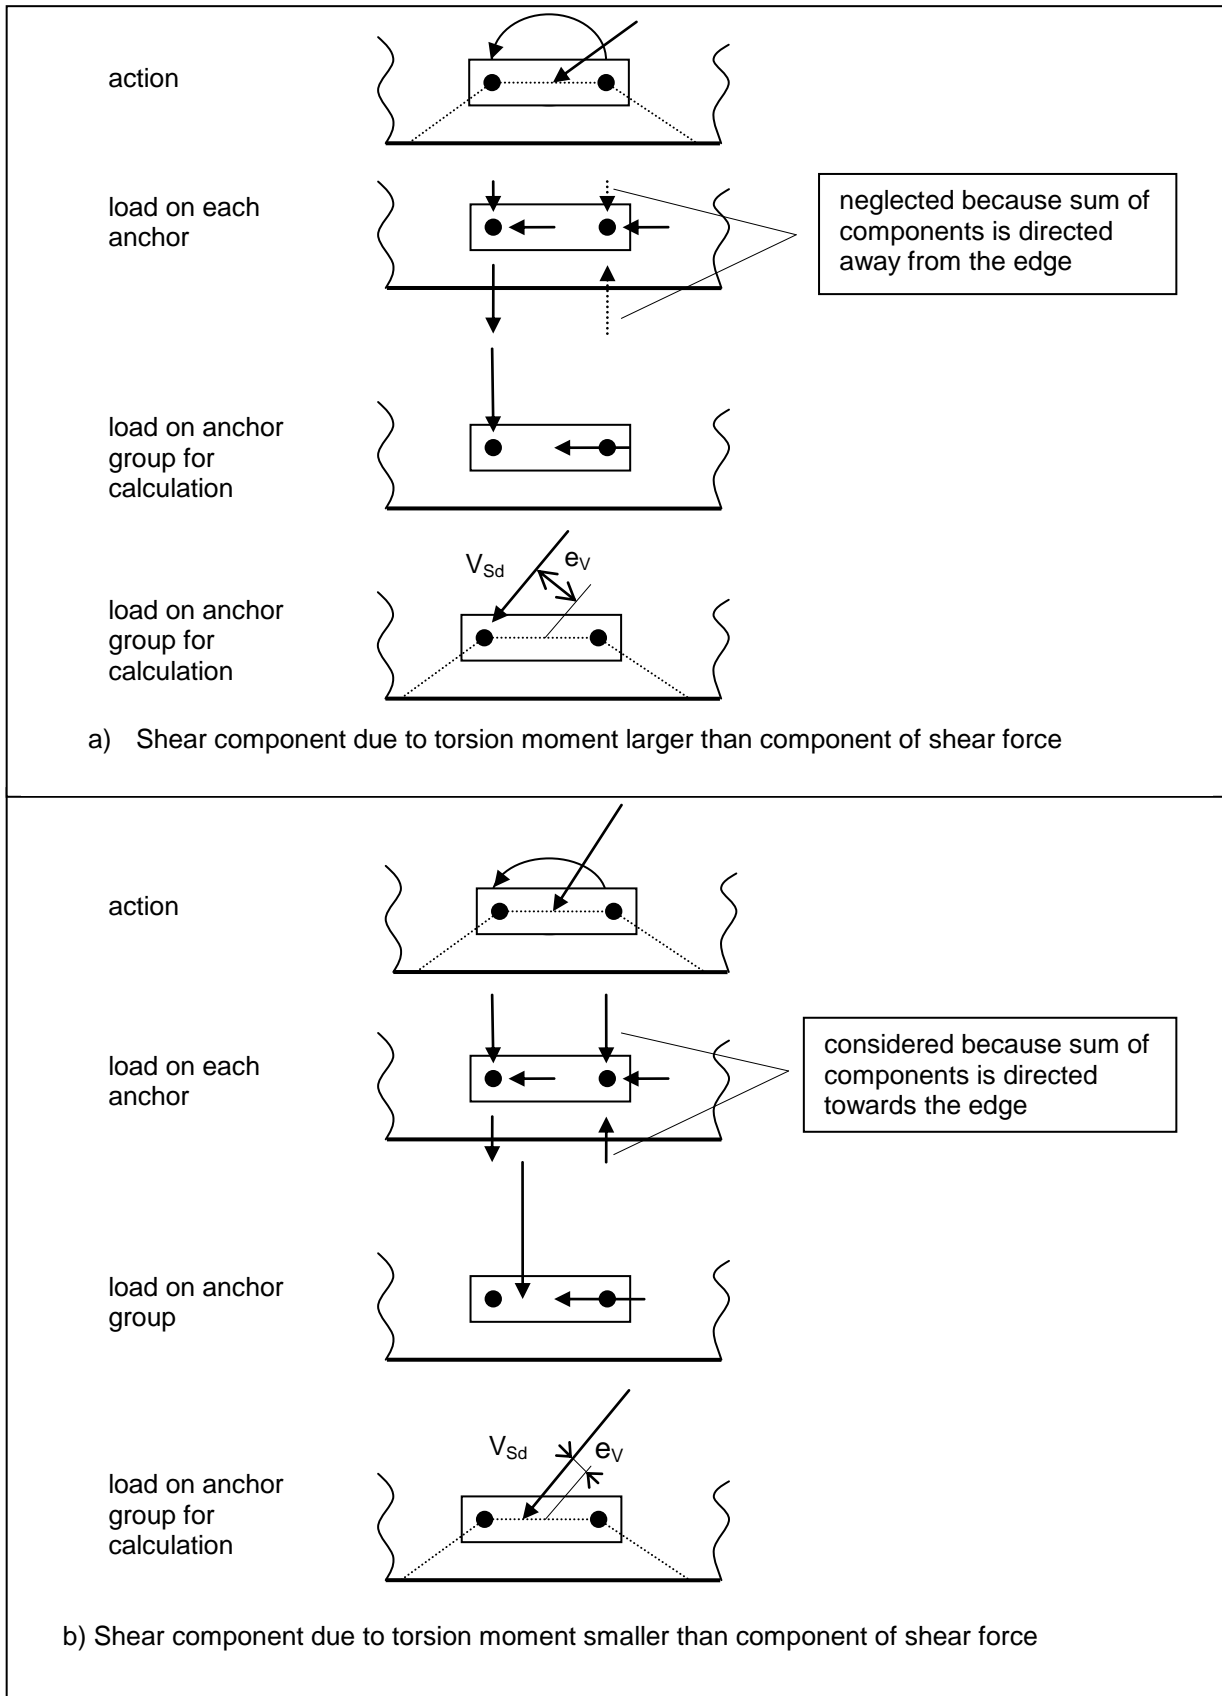 action
load on each
anchor
neglected because sum of
components is directed
away from the edge
load on anchor
group for
calculation
V_Sd
e_V
load on anchor
group for
calculation
a) Shear component due to torsion moment larger than component of shear force
action
load on each
anchor
considered because sum of
components is directed
towards the edge
load on anchor
group
V_Sd
e_V
load on anchor
group for
calculation
b) Shear component due to torsion moment smaller than component of shear force